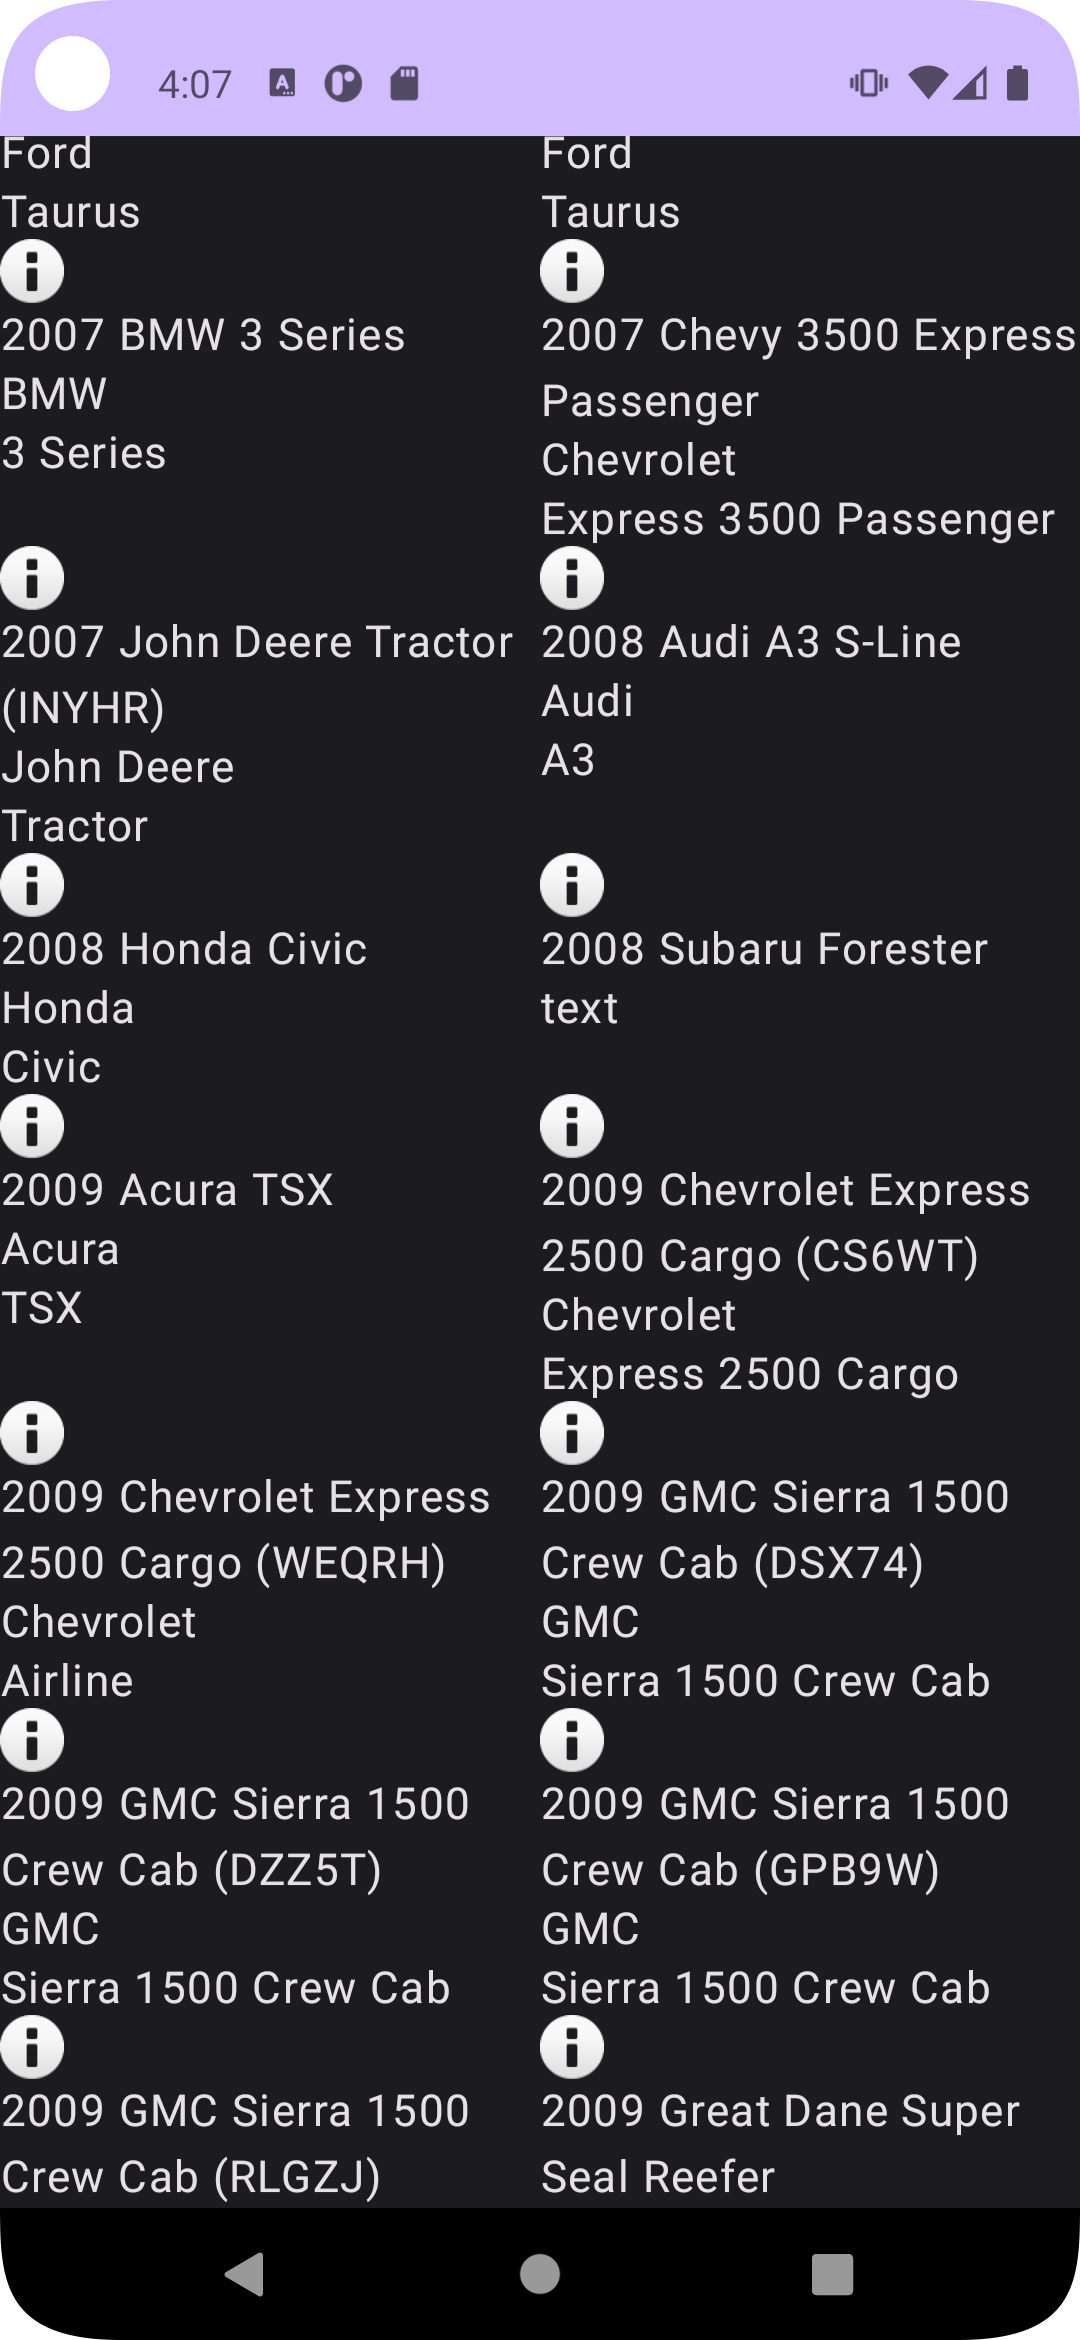 4:07
Ford
Taurus
Ford
Taurus
2007 BMW 3 Series
BMW
3 Series
2007 Chevy 3500 Express
Passenger
Chevrolet
Express 3500 Passenger
2007 John Deere Tractor
(INYHR)
John Deere
Tractor
2008 Audi A3 S-Line
Audi
A3
2008 Honda Civic
Honda
Civic
2008 Subaru Forester
text
2009 Acura TSX
Acura
TSX
2009 Chevrolet Express
2500 Cargo (CS6WT)
Chevrolet
Express 2500 Cargo
2009 Chevrolet Express
2500 Cargo (WEQRH)
Chevrolet
Airline
2009 GMC Sierra 1500
Crew Cab (DSX74)
GMC
Sierra 1500 Crew Cab
2009 GMC Sierra 1500
Crew Cab (DZZ5T)
GMC
Sierra 1500 Crew Cab
2009 GMC Sierra 1500
Crew Cab (GPB9W)
GMC
Sierra 1500 Crew Cab
2009 GMC Sierra 1500
Crew Cab (RLGZJ)
2009 Great Dane Super
Seal Reefer